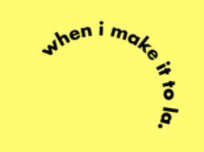 when i make it to la.